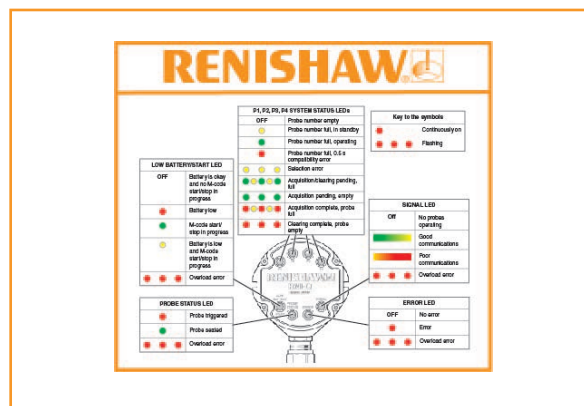 RENISHAW
P1, P2, P3, P4 SYSTEM STATUS LEDs
OFF Probe number empty
Probe number full, in standby
Probe number full, operating
Probe number full, 0.5 s
compatibility error
Selection error
Acquisition/clearing pending,
full
Acquisition pending, empty
Acquisition complete, probe
full
Clearing complete, probe
empty
Key to the symbols
Continuously on
Flashing
LOW BATTERY/START LED
OFF Battery is okay
and no M-code
start/stop in
progress
Battery low
M-code start/
stop in progress
Battery is low
and M-code
start/stop in
progress
Overload error
SIGNAL LED
Off No probes
operating
Good
communications
Poor
communications
Overload error
RENISHAW
PROBE STATUS LED
Probe triggered
Probe seated
Overload error
ERROR LED
OFF No error
Error
Overload error